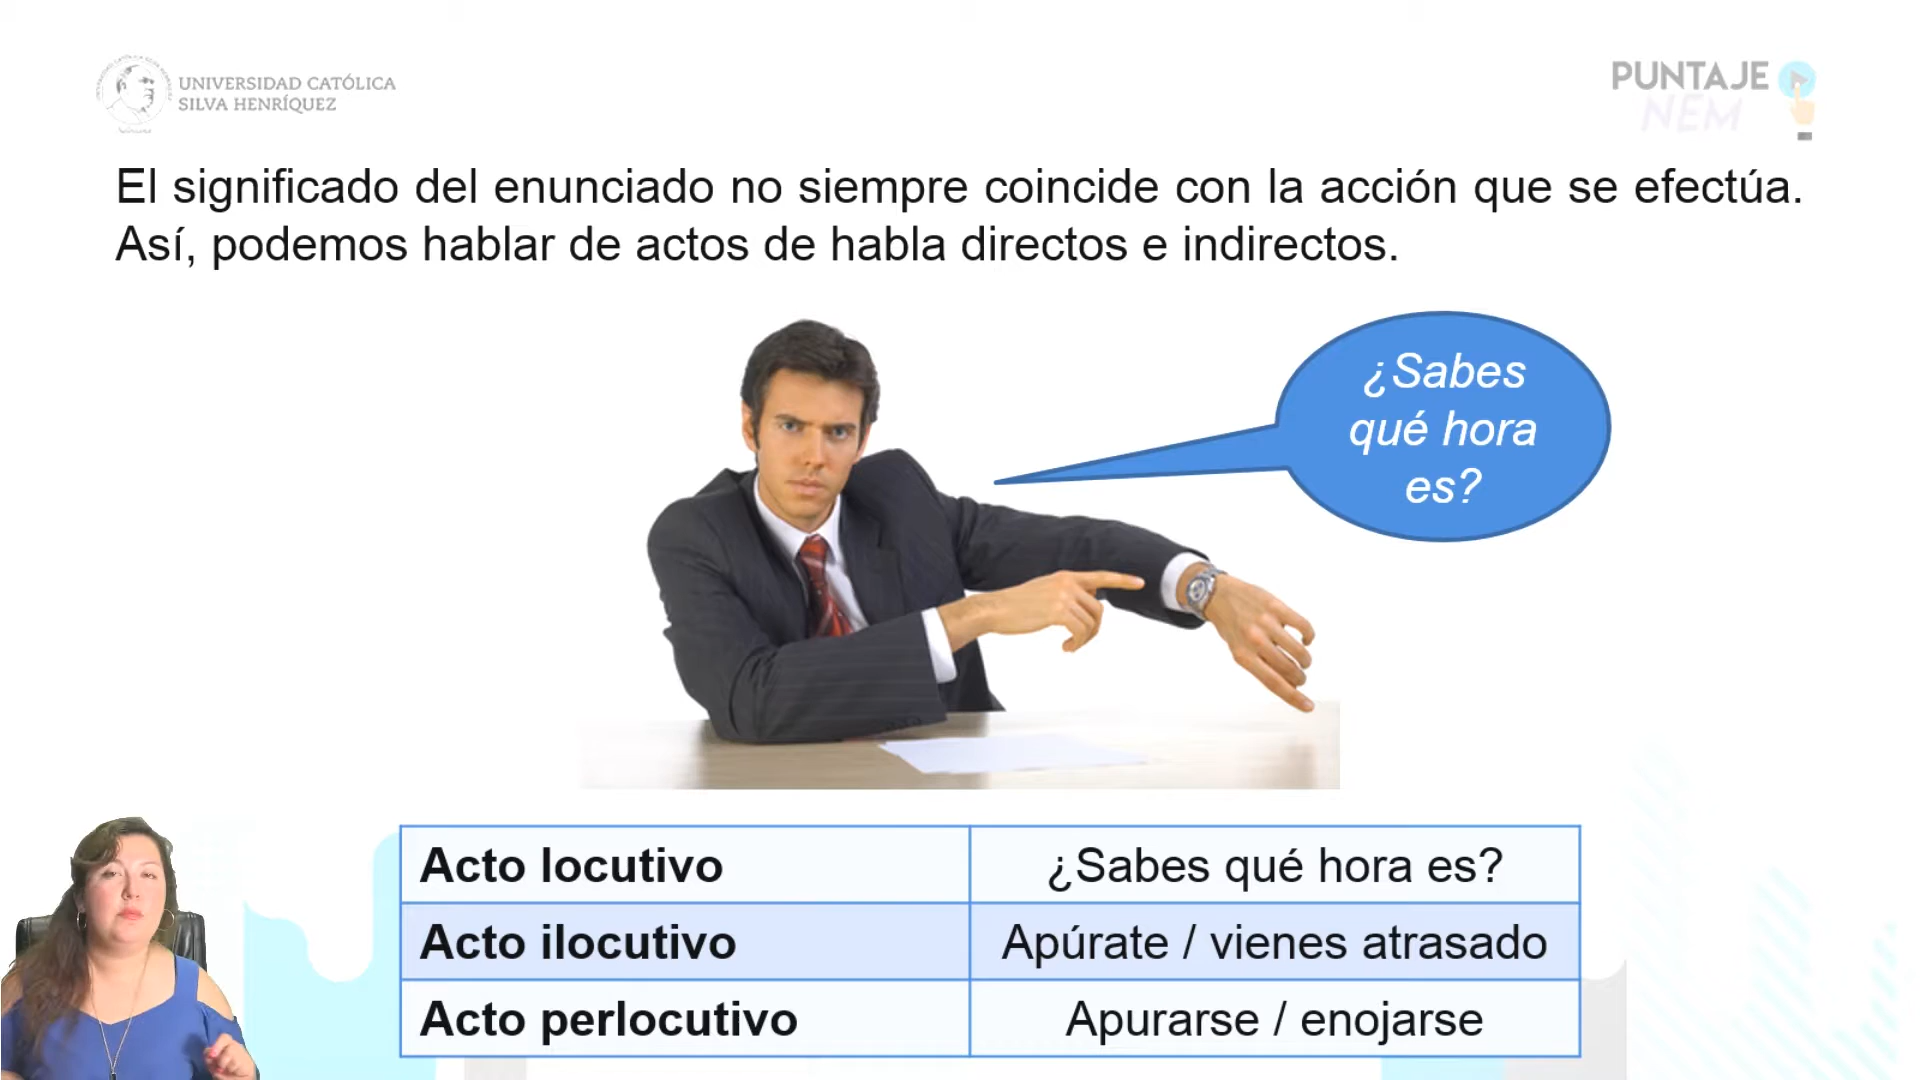 UNIVERSIDAD CATÓLICA
SILVA HENRÍQUEZ
PUNTAJE
NEM
El significado del enunciado no siempre coincide con la acción que se efectúa.
Así, podemos hablar de actos de habla directos e indirectos.
¿Sabes
qué hora
es?
Acto locutivo ¿Sabes qué hora es?
Acto ilocutivo Apúrate / vienes atrasado
Acto perlocutivo Apurarse / enojarse